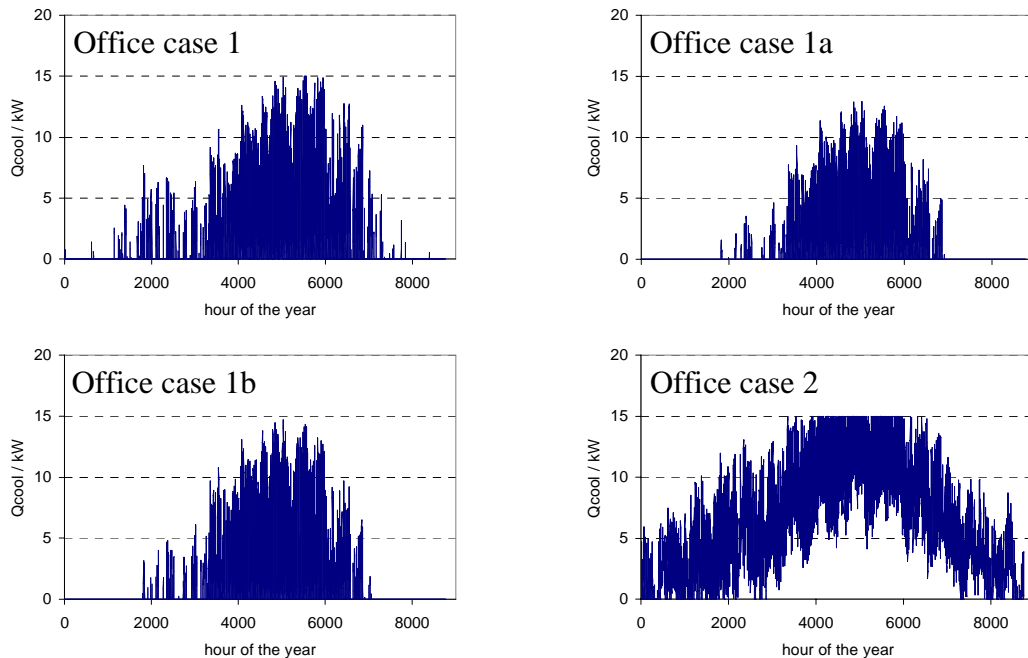 Office case 1
Qcool / kW
20
15
10
5
0
0 2000 4000 6000 8000
hour of the year
Office case 1a
Qcool / kW
20
15
10
5
0
0 2000 4000 6000 8000
hour of the year
Office case 1b
Qcool / kW
20
15
10
5
0
0 2000 4000 6000 8000
hour of the year
Office case 2
Qcool / kW
20
15
10
5
0
0 2000 4000 6000 8000
hour of the year